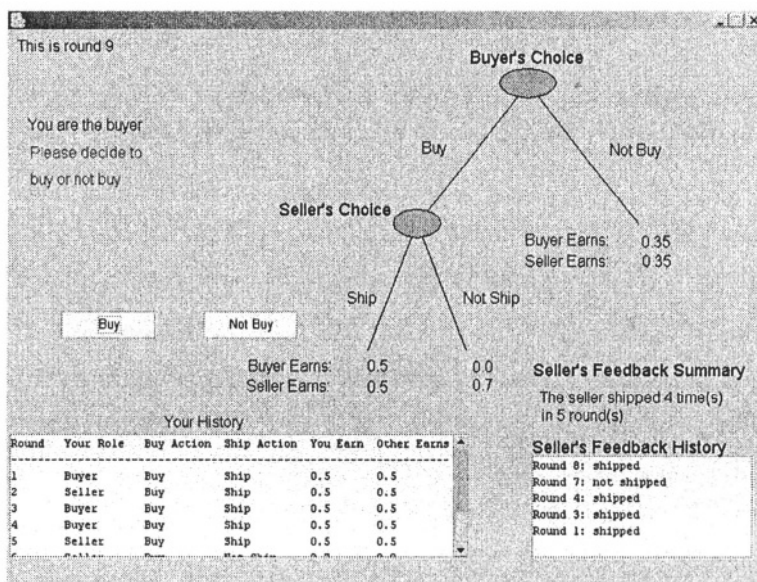 This is round 9
Buyer's Choice
You are the buyer
Please decide to
buy or not buy
Buy
Not Buy
Seller's Choice
Buyer Earns: 0.35
Seller Earns: 0.35
Ship
Not Ship
Buy
Not Buy
Buyer Earns: 0.5 0.0
Seller Earns: 0.5 0.7
Seller's Feedback Summary
The seller shipped 4 time(s)
in 5 round(s)
Your History
Round Your Role Buy Action Ship Action You Earn Other Earns
1 Buyer Buy Ship 0.5 0.5
2 Seller Buy Ship 0.5 0.5
3 Buyer Buy Ship 0.5 0.5
4 Buyer Buy Ship 0.5 0.5
5 Seller Buy Ship 0.5 0.5
Seller's Feedback History
Round 8: shipped
Round 7: not shipped
Round 4: shipped
Round 3: shipped
Round 1: shipped